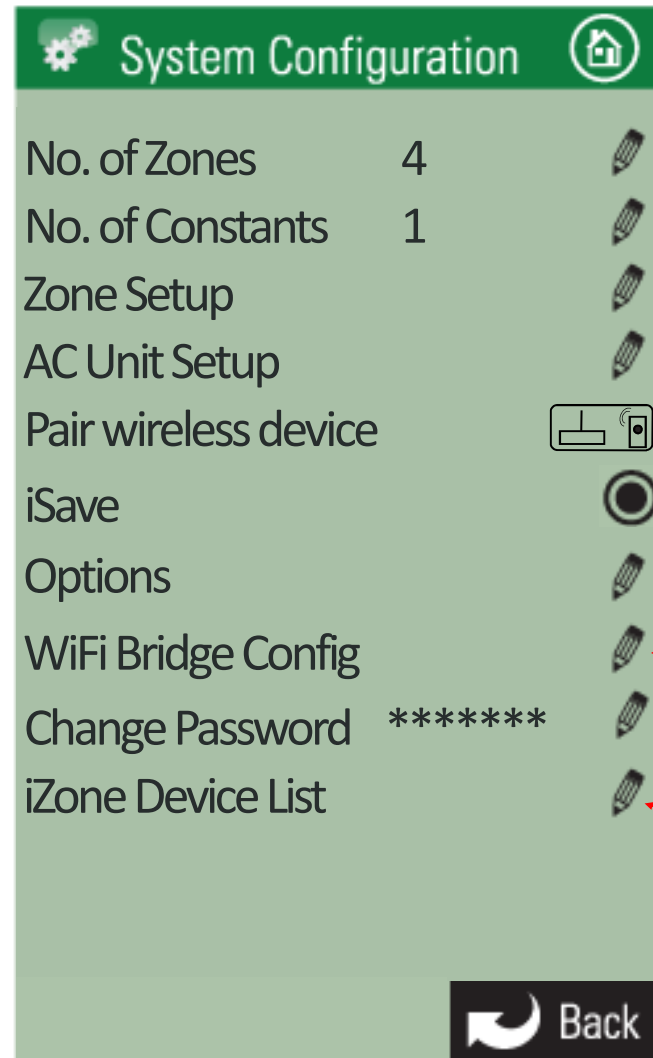 System Configuration
No. of Zones 4
No. of Constants 1
Zone Setup
AC Unit Setup
Pair wireless device
iSave
Options
WiFi Bridge Config
Change Password *******
iZone Device List
Back